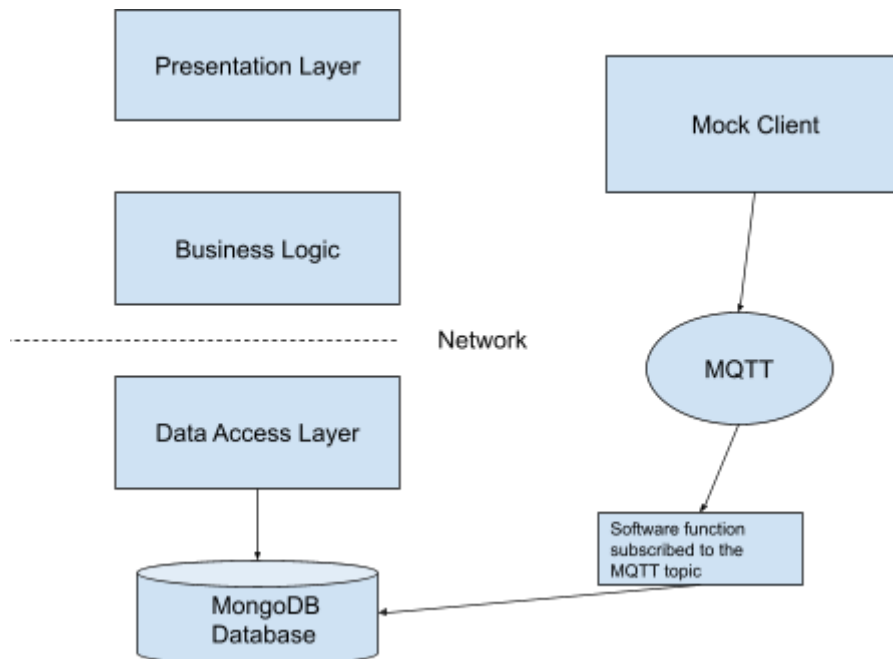 Presentation Layer
Mock Client
Business Logic
Network
MQTT
Data Access Layer
Software function
subscribed to the
MQTT topic
MongoDB
Database